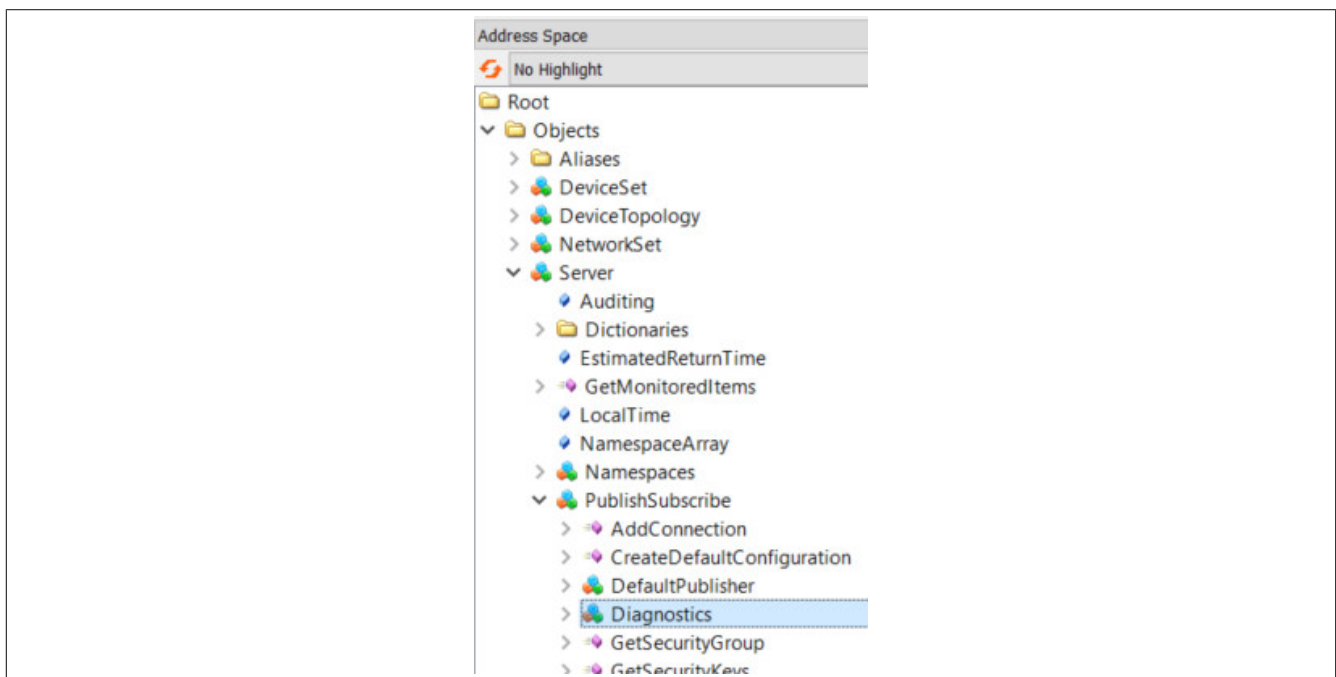 Address Space
No Highlight
Root
Objects
Aliases
DeviceSet
DeviceTopology
NetworkSet
Server
Auditing
Dictionaries
EstimatedReturnTime
GetMonitoredItems
LocalTime
NamespaceArray
Namespaces
PublishSubscribe
AddConnection
CreateDefaultConfiguration
DefaultPublisher
Diagnostics
GetSecurityGroup
GetSecurityKeys